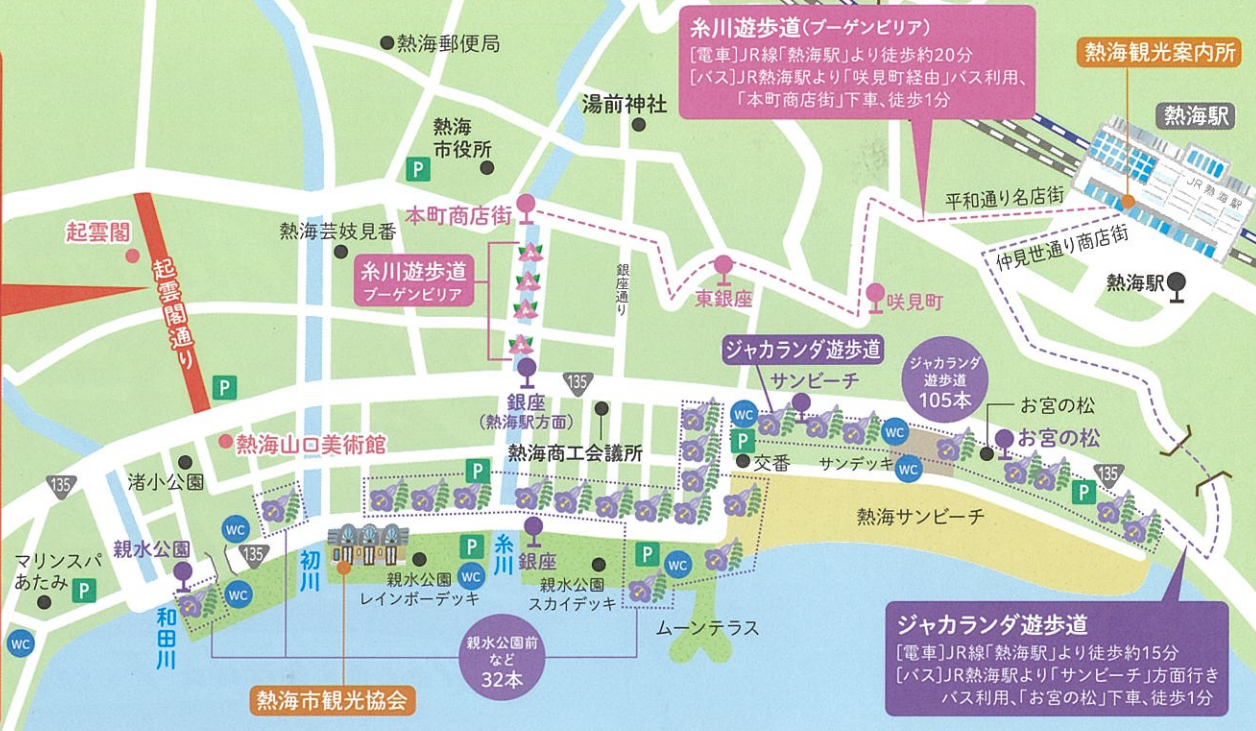 糸川遊歩道(ブーゲンビリア)
[電車]JR線「熱海駅」より徒歩約20分
[バス]JR熱海駅より「咲見町経由」バス利用、
「本町商店街」下車、徒歩1分
熱海観光案内所
熱海駅
JR熱海駅
熱海郵便局
湯前神社
熱海
市役所
P
本町商店街
平和通り名店街
仲見世通り商店街
起雲閣
熱海芸妓見番
起雲閣通り
糸川遊歩道
ブーゲンビリア
銀座通り
東銀座
咲見町
熱海駅
P
135
銀座
(熱海駅方面)
ジャカランダ遊歩道
サンビーチ
ジャカランダ
遊歩道
105本
お宮の松
お宮の松
WC
P
交番
サンデッキ
WC
WC
135
P
熱海山口美術館
熱海商工会議所
135
渚小公園
P
熱海サンビーチ
WC
親水公園
135
初川
マリンスパ
あたみ
P
WC
WC
和田川
親水公園
レインボーデッキ
P
WC
糸川
銀座
親水公園
スカイデッキ
P
WC
ムーンテラス
親水公園前
など
32本
熱海市観光協会
ジャカランダ遊歩道
[電車]JR線「熱海駅」より徒歩約15分
[バス]JR熱海駅より「サンビーチ」方面行き
バス利用、「お宮の松」下車、徒歩1分